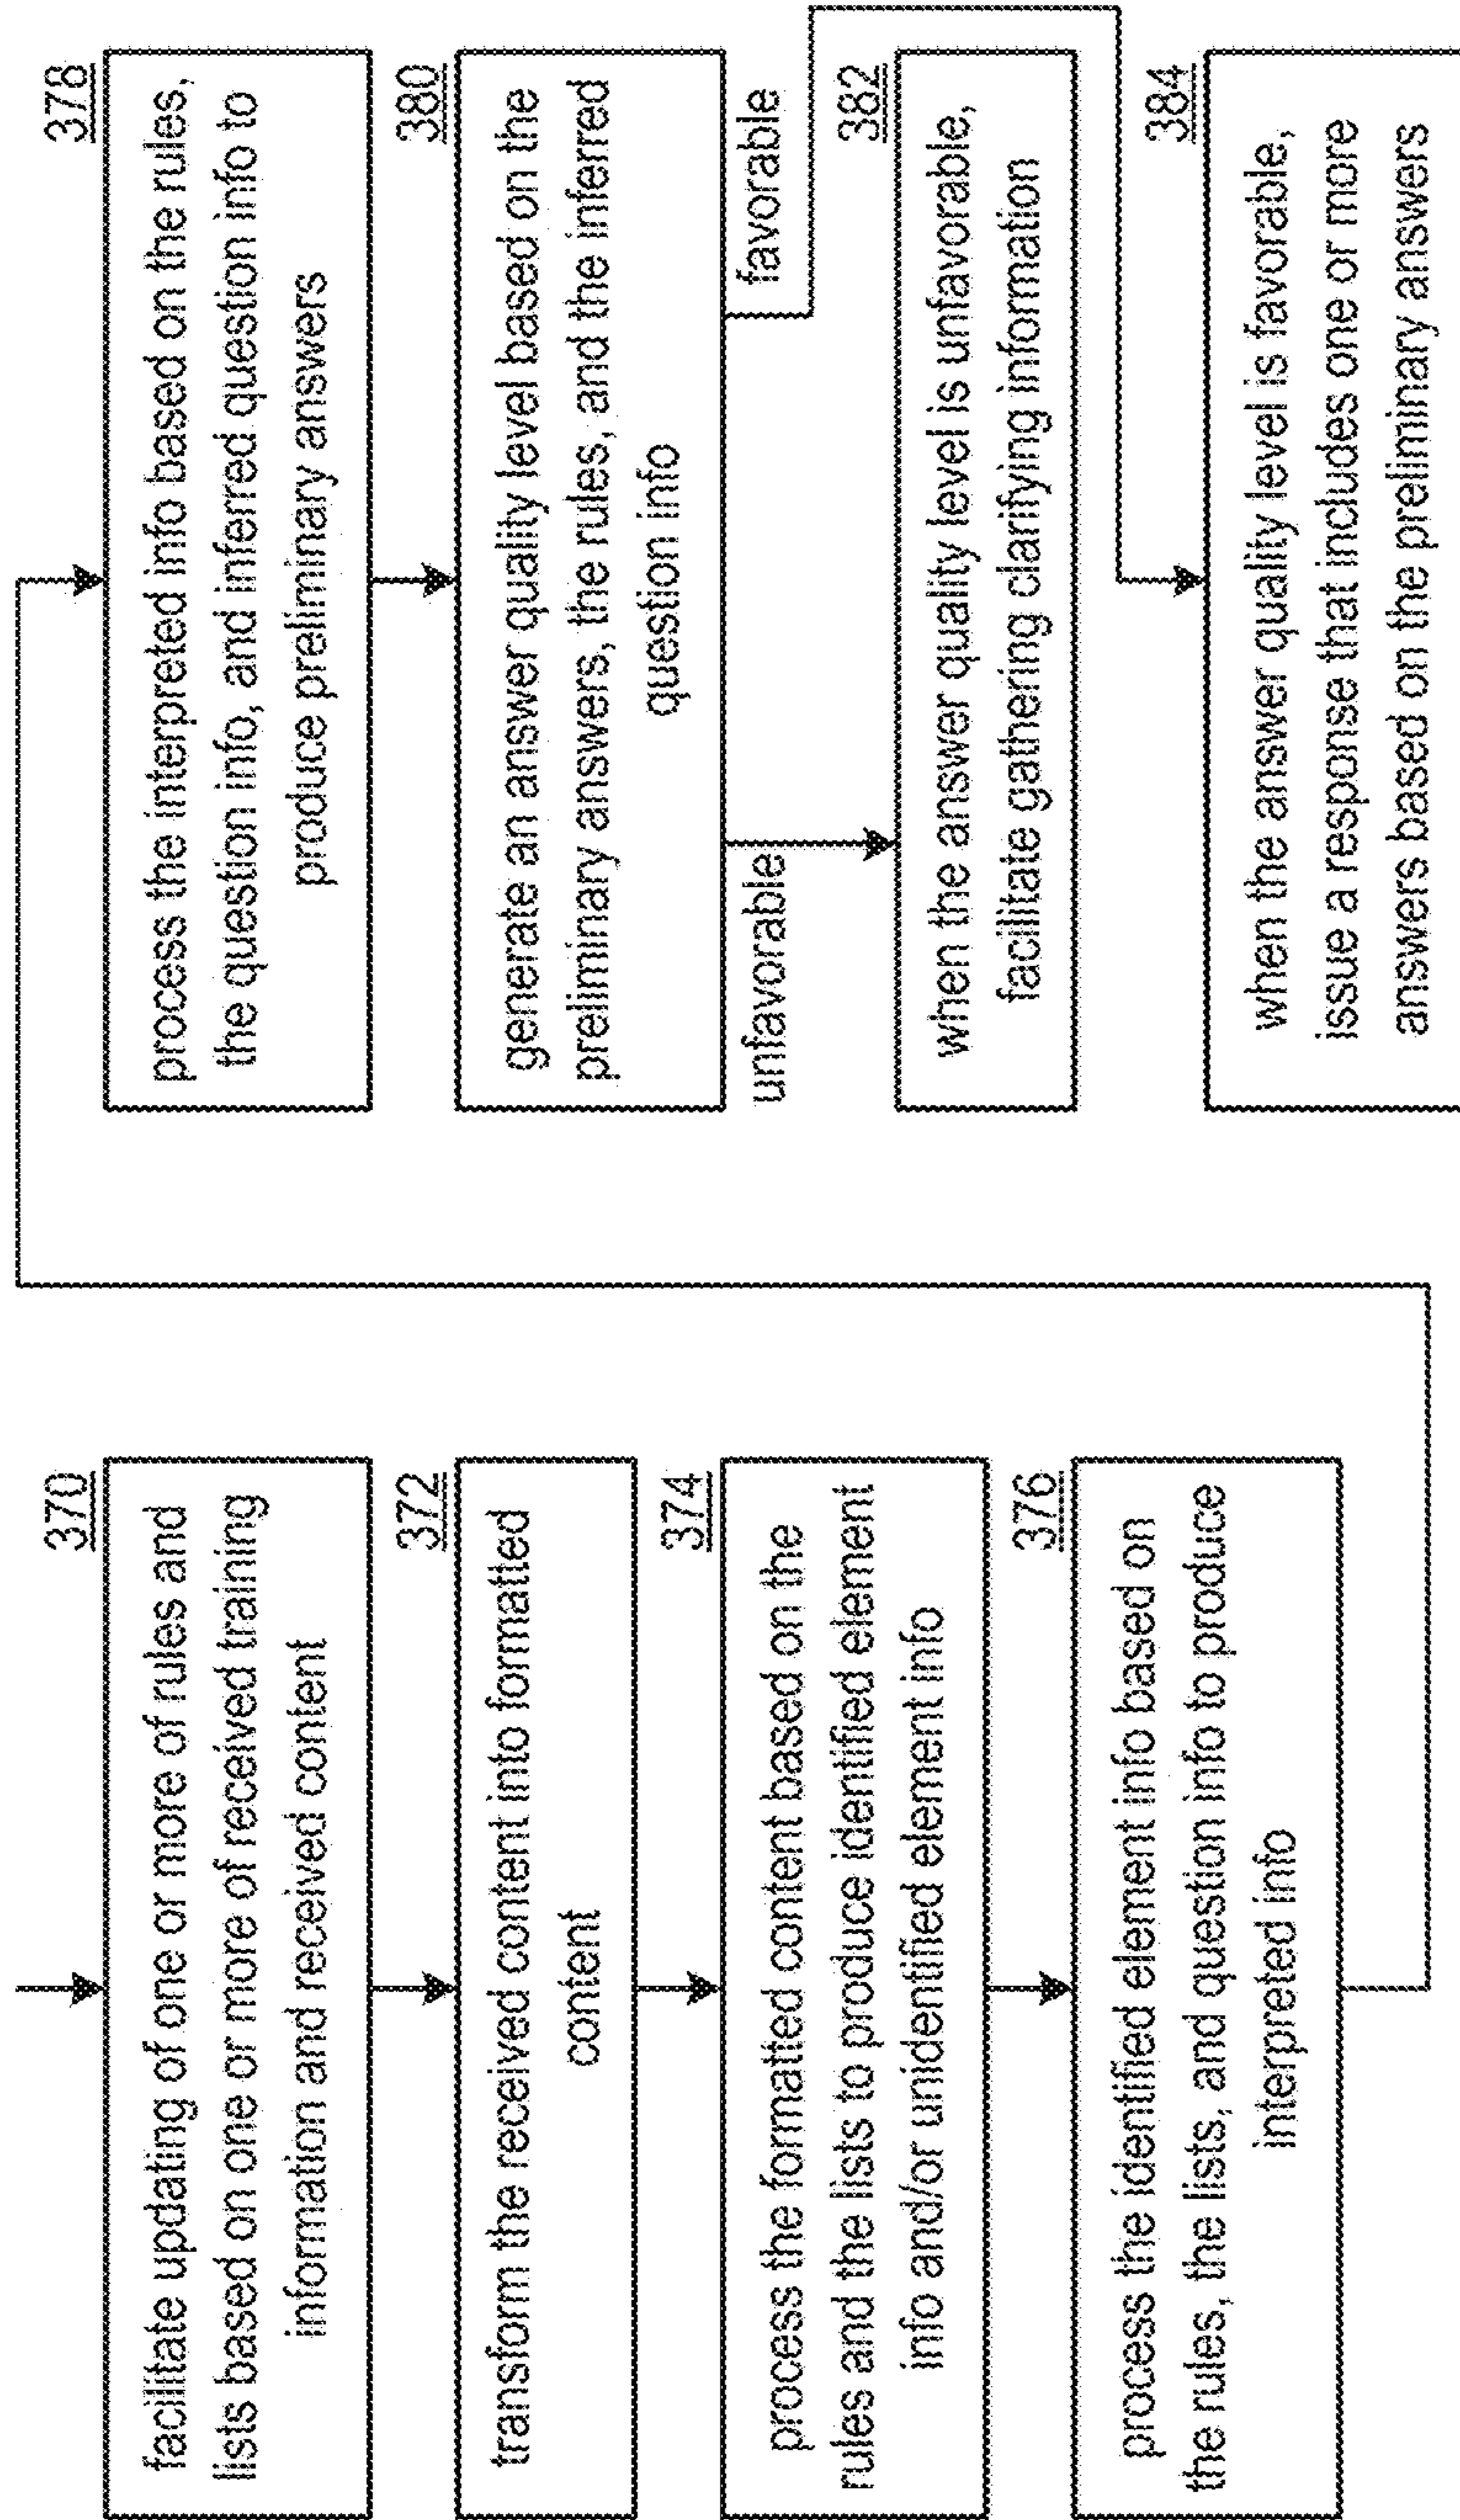 370
facilitate updating of one or more of rules and
lists based on one or more of received training
information and received content
372
transform the received content into formatted
content
374
process the formatted content based on the
rules and the lists to produce identified element
info and/or unidentified element info
376
process the identified element info based on
the rules, the lists, and question info to produce
interpreted info
378
process the interpreted info based on the rules,
the question info, and inferred question info to
produce preliminary answers
380
generate an answer quality level based on the
preliminary answers, the rules, and the inferred
question info
unfavorable
favorable
382
when the answer quality level is unfavorable,
facilitate gathering clarifying information
384
when the answer quality level is favorable,
issue a response that includes one or more
answers based on the preliminary answers